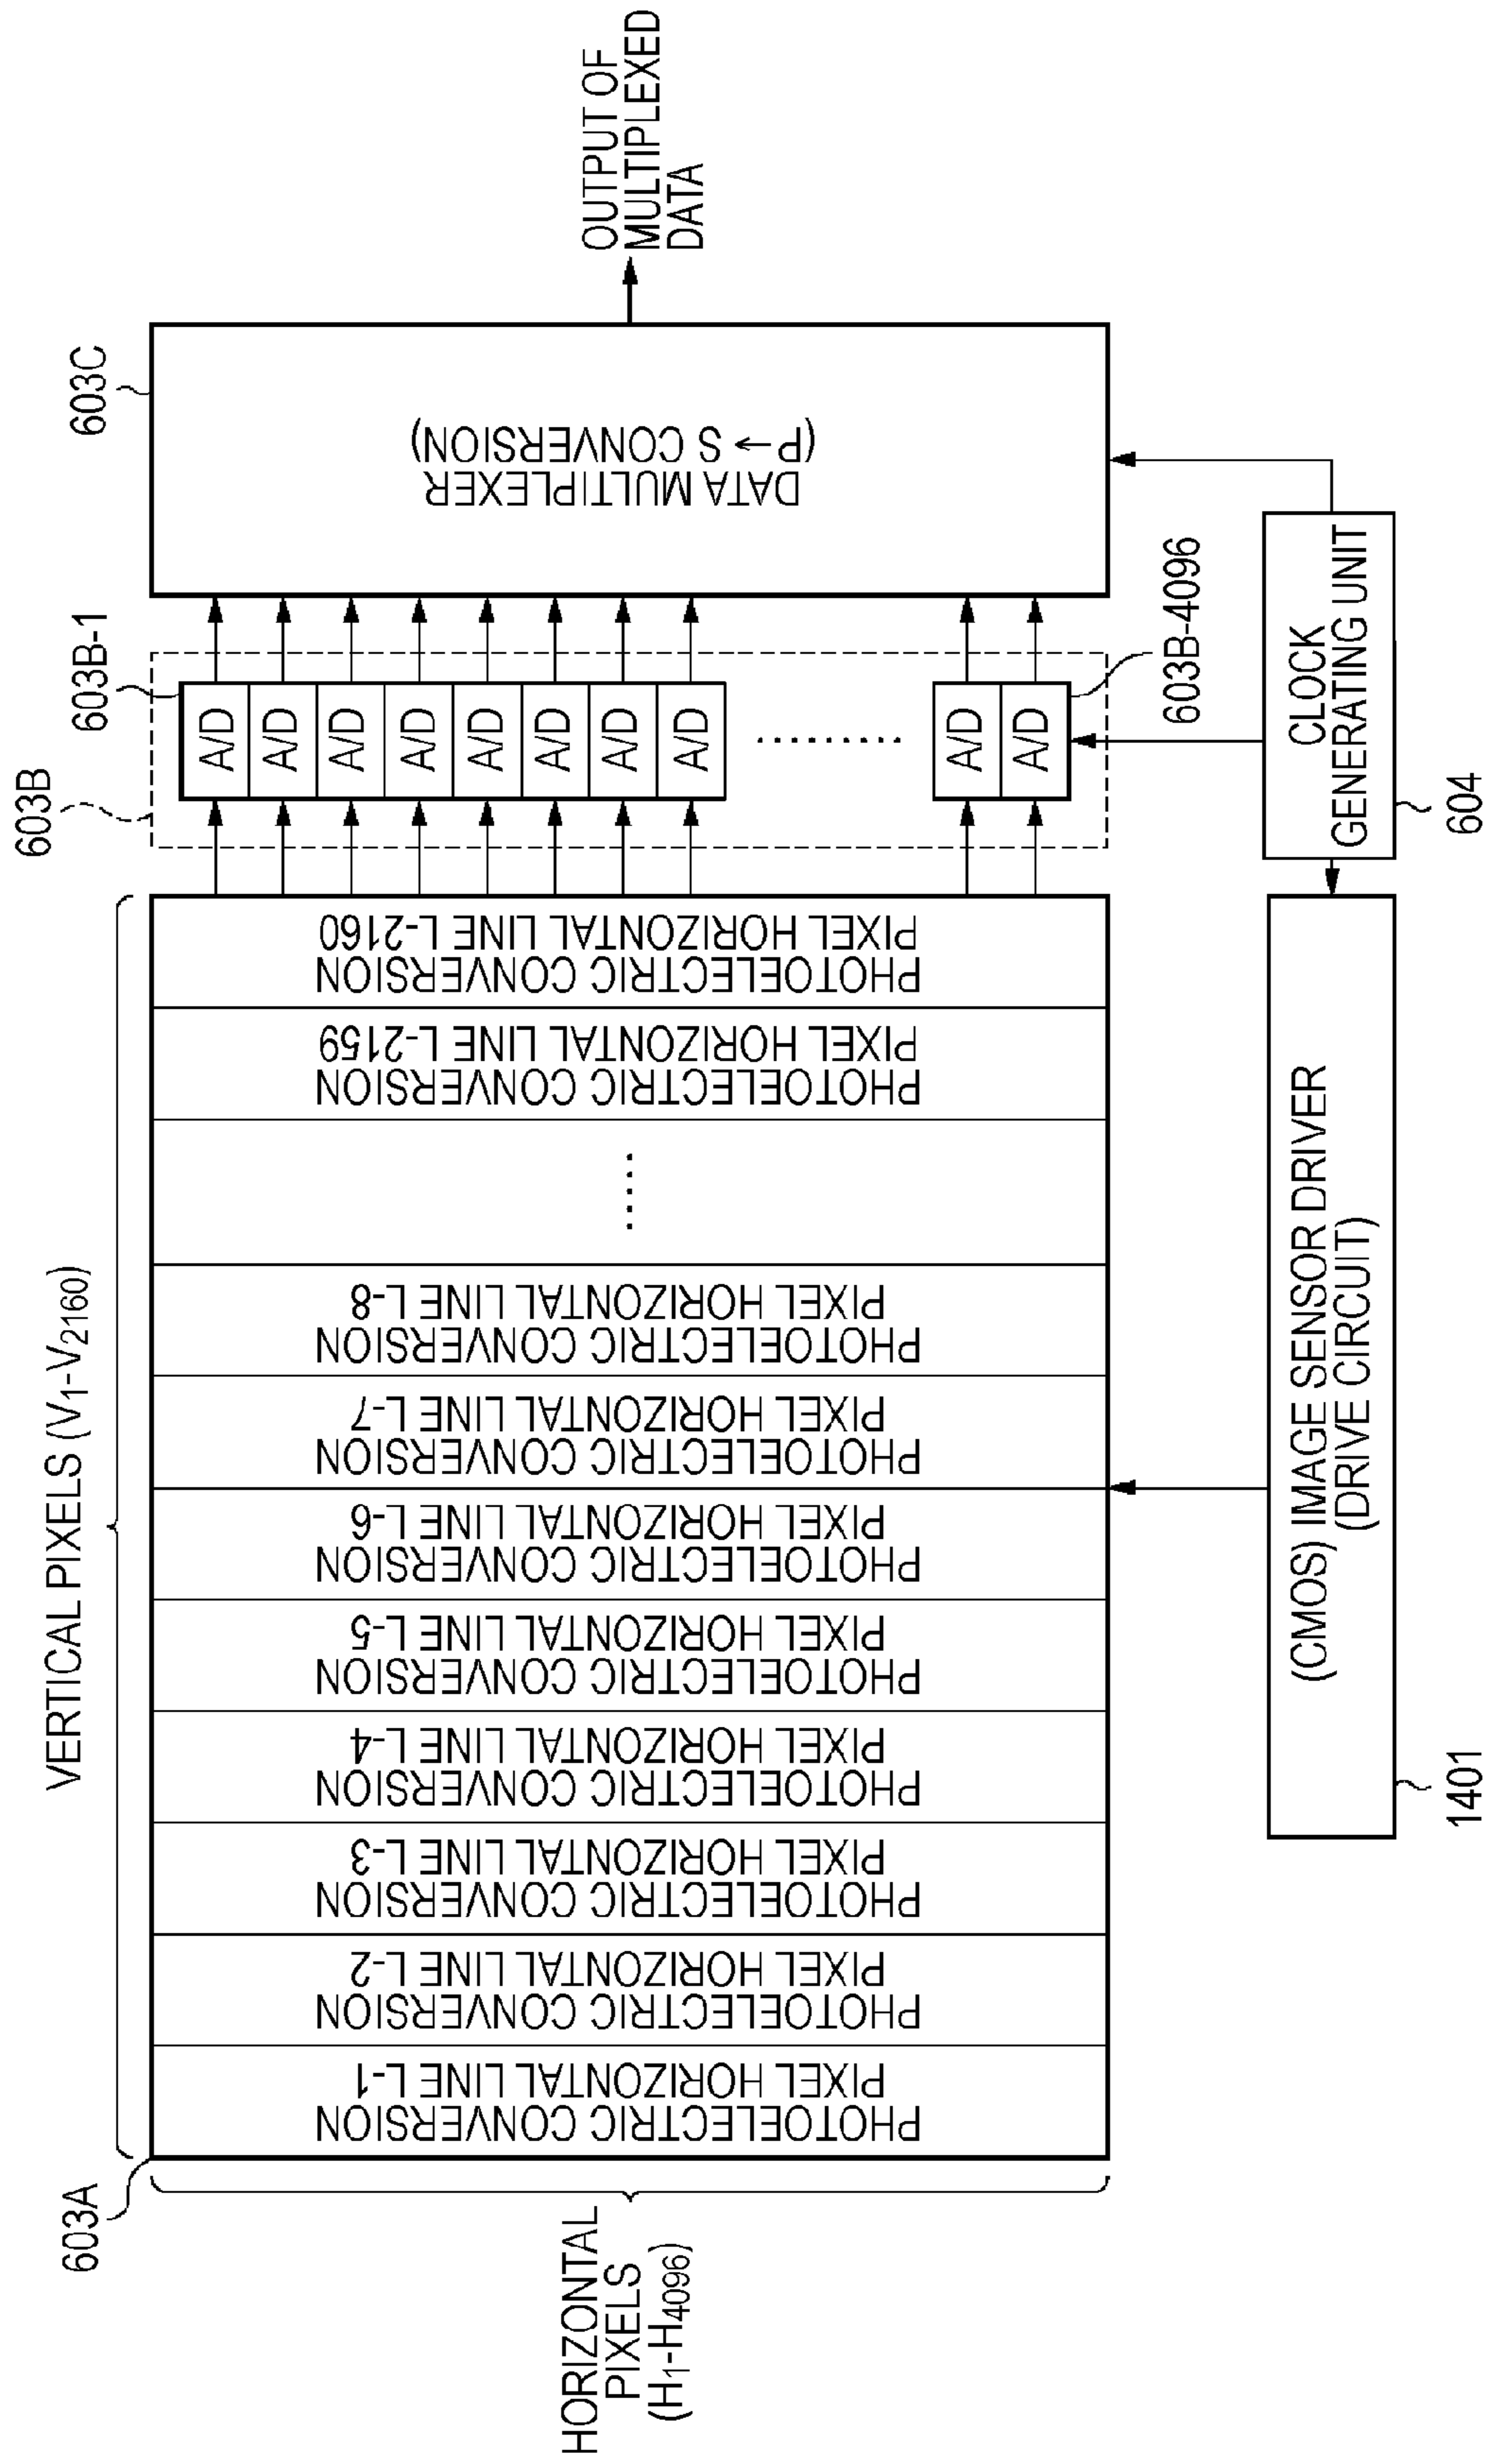 603A
VERTICAL PIXELS (V1-V2160)
HORIZONTAL
PIXELS
(H1-H4096)
PHOTOELECTRIC CONVERSION
PIXEL HORIZONTAL LINE L-1
PHOTOELECTRIC CONVERSION
PIXEL HORIZONTAL LINE L-2
PHOTOELECTRIC CONVERSION
PIXEL HORIZONTAL LINE L-3
PHOTOELECTRIC CONVERSION
PIXEL HORIZONTAL LINE L-4
PHOTOELECTRIC CONVERSION
PIXEL HORIZONTAL LINE L-5
PHOTOELECTRIC CONVERSION
PIXEL HORIZONTAL LINE L-6
PHOTOELECTRIC CONVERSION
PIXEL HORIZONTAL LINE L-7
PHOTOELECTRIC CONVERSION
PIXEL HORIZONTAL LINE L-8
.....
PHOTOELECTRIC CONVERSION
PIXEL HORIZONTAL LINE L-2159
PHOTOELECTRIC CONVERSION
PIXEL HORIZONTAL LINE L-2160
603B
603B-1
A/D
A/D
A/D
A/D
A/D
A/D
A/D
A/D
.........
A/D
A/D
603B-4096
603C
DATA MULTIPLEXER
(P→S CONVERSION)
OUTPUT OF
MULTIPLEXED
DATA
(CMOS) IMAGE SENSOR DRIVER
(DRIVE CIRCUIT)
1401
CLOCK
GENERATING UNIT
604